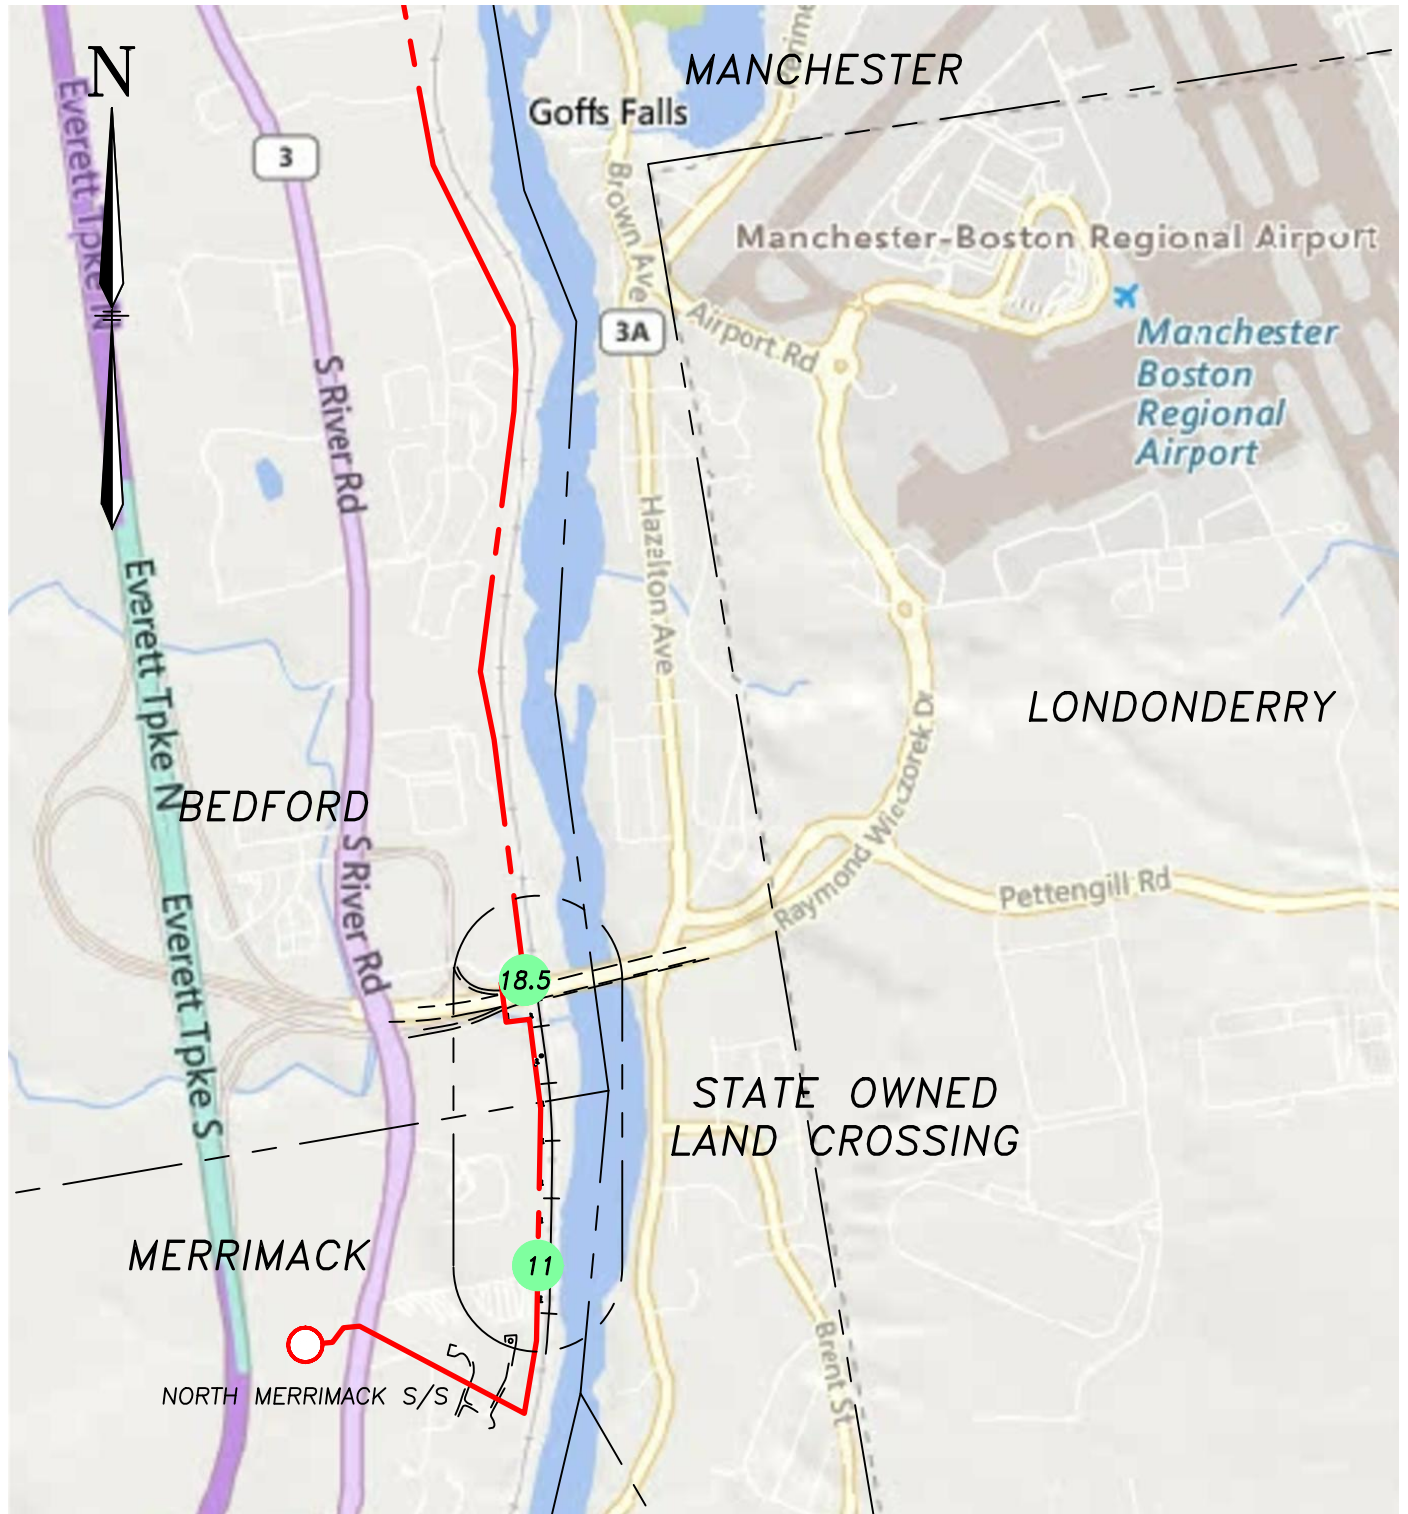 N
MANCHESTER
Goffs Falls
Everett Tpke N
3
Brown Ave
Manchester-Boston Regional Airport
3A
Airport Rd
Manchester
Boston
Regional
Airport
S River Rd
Hazelton Ave
Everett Tpke N
LONDONDERRY
BEDFORD
Raymond Wieczorek Dr
S River Rd
Pettengill Rd
Everett Tpke S
18.5
STATE OWNED
LAND CROSSING
MERRIMACK
11
Brent St
NORTH MERRIMACK S/S